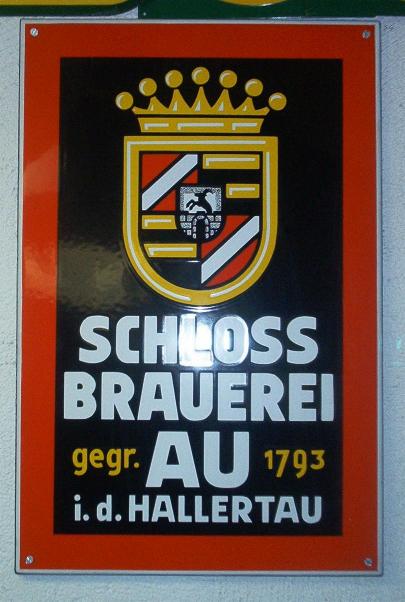 SCHLOSS
BRAUEREI
gegr. AU 1793
i. d. HALLERTAU